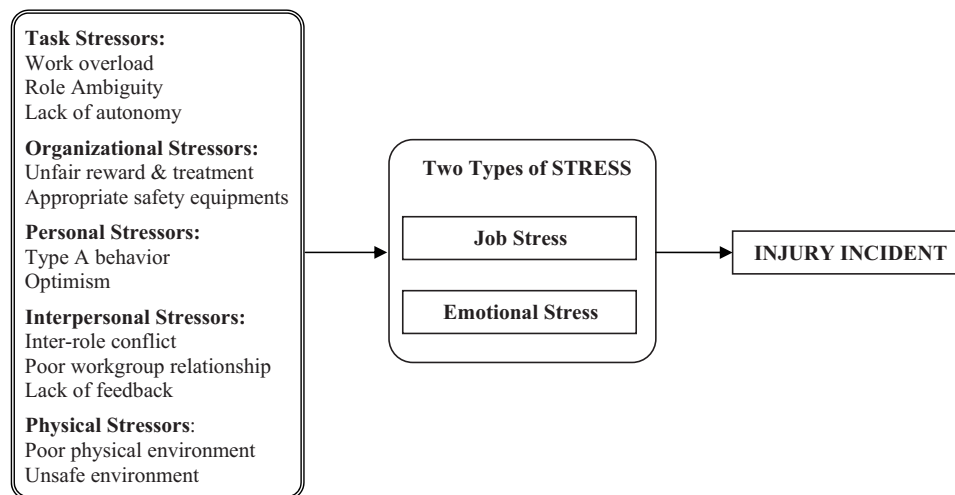 Task Stressors:
Work overload
Role Ambiguity
Lack of autonomy
Organizational Stressors:
Unfair reward & treatment
Appropriate safety equipments
Personal Stressors:
Type A behavior
Optimism
Interpersonal Stressors:
Inter-role conflict
Poor workgroup relationship
Lack of feedback
Physical Stressors:
Poor physical environment
Unsafe environment
Two Types of STRESS
Job Stress
Emotional Stress
INJURY INCIDENT